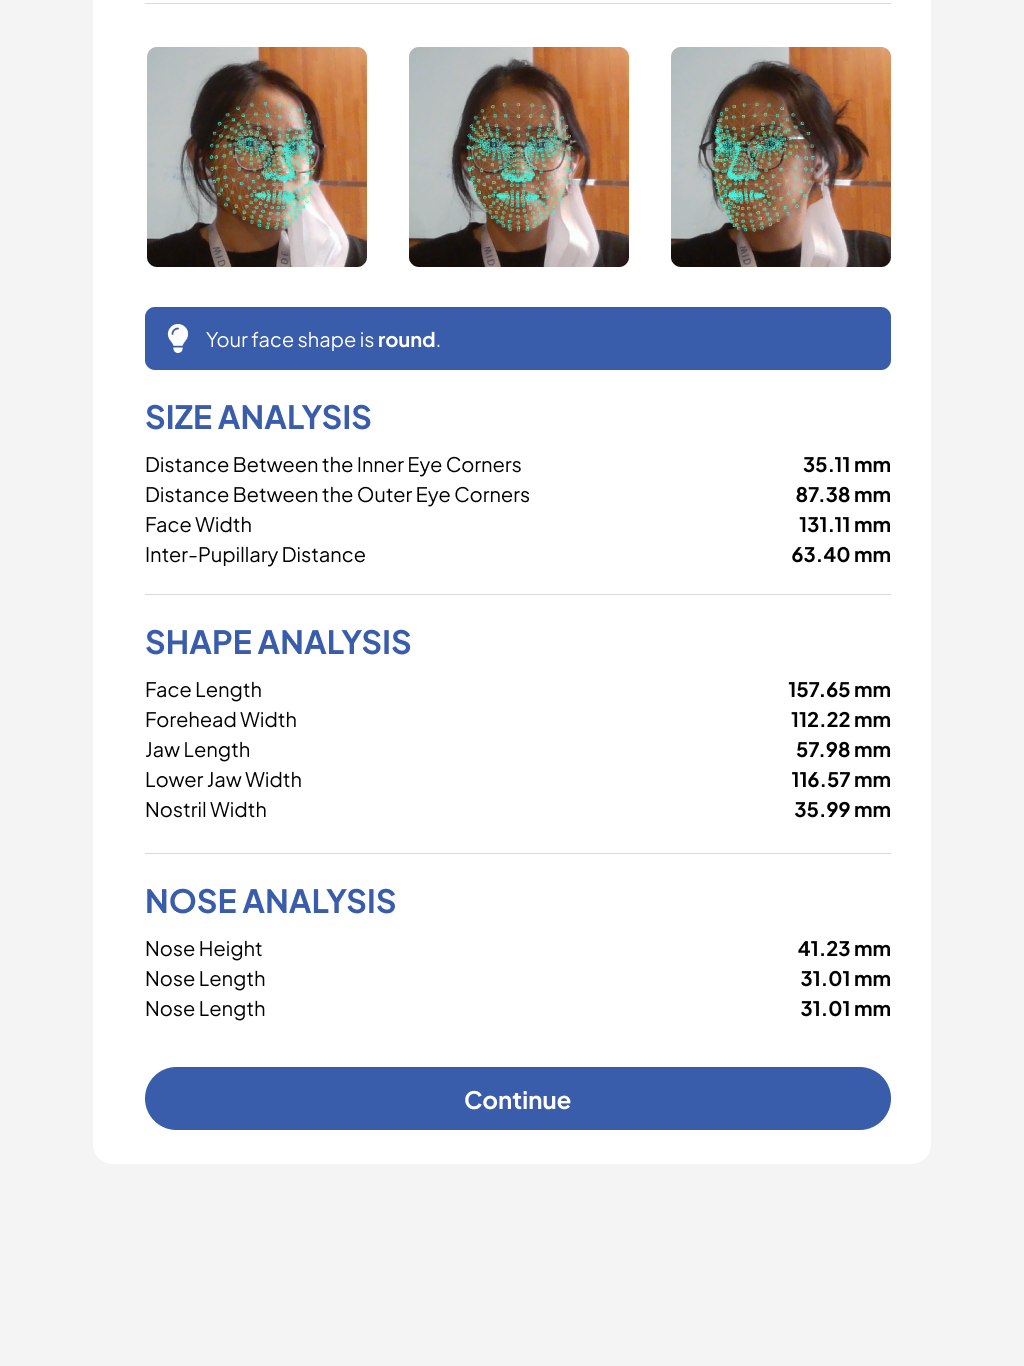 Your face shape is round.
SIZE ANALYSIS
Distance Between the Inner Eye Corners 35.11 mm
Distance Between the Outer Eye Corners 87.38 mm
Face Width 131.11 mm
Inter-Pupillary Distance 63.40 mm
SHAPE ANALYSIS
Face Length 157.65 mm
Forehead Width 112.22 mm
Jaw Length 57.98 mm
Lower Jaw Width 116.57 mm
Nostril Width 35.99 mm
NOSE ANALYSIS
Nose Height 41.23 mm
Nose Length 31.01 mm
Nose Length 31.01 mm
Continue